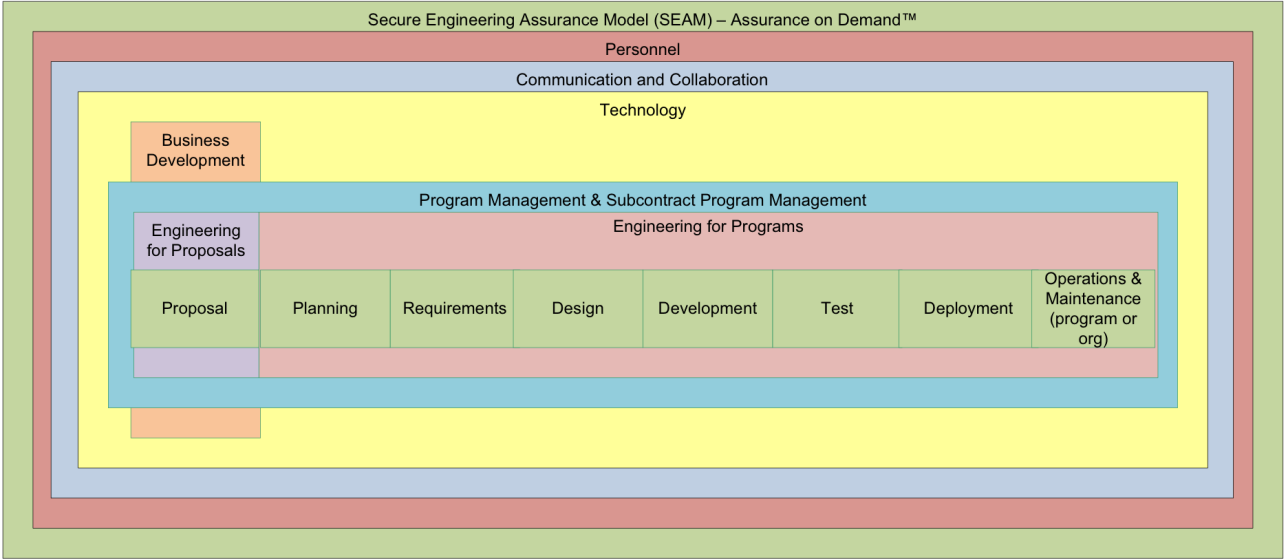 Secure Engineering Assurance Model (SEAM) – Assurance on Demand™
Personnel
Communication and Collaboration
Technology
Business
Development
Program Management & Subcontract Program Management
Engineering
for Proposals
Engineering for Programs
Proposal
Planning
Requirements
Design
Development
Test
Deployment
Operations &
Maintenance
(program or
org)